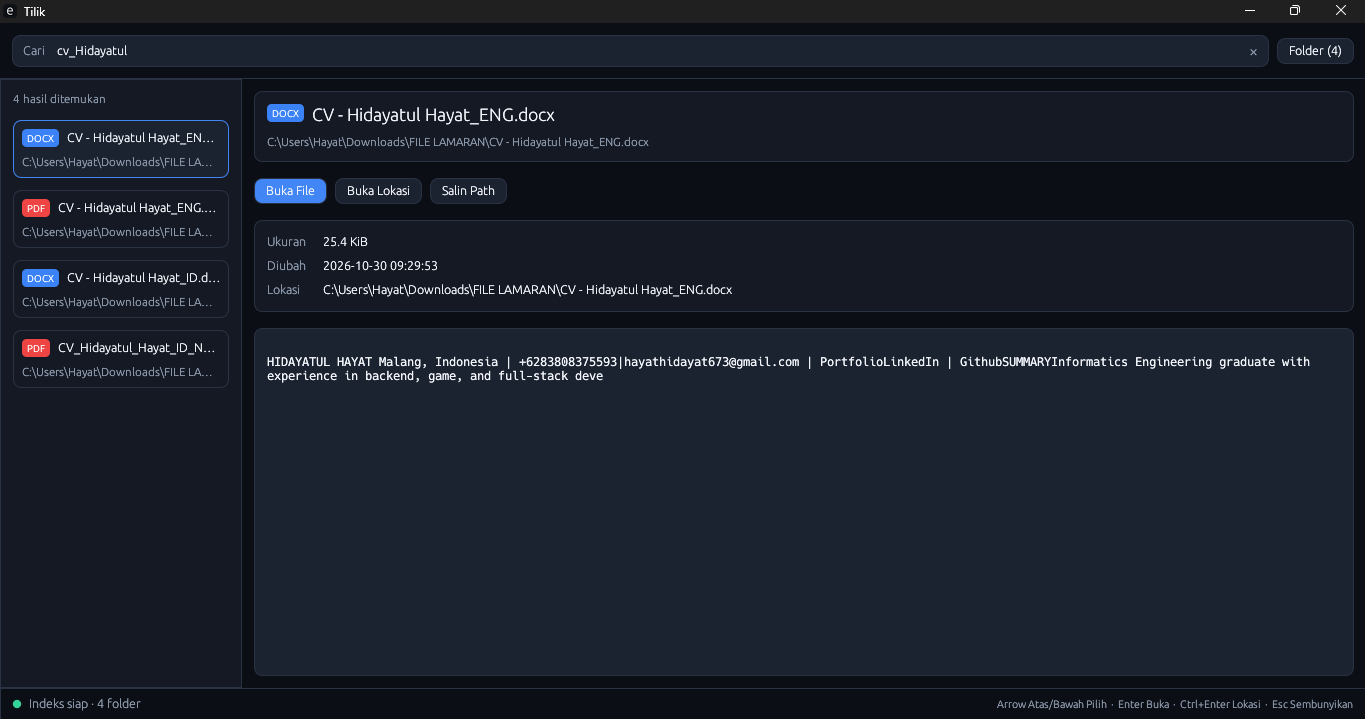 e Tilik
Cari cv_Hidayatul ×
Folder (4)
4 hasil ditemukan
DOCX CV - Hidayatul Hayat_EN...
C:\Users\Hayat\Downloads\FILE LA...
PDF CV - Hidayatul Hayat_ENG....
C:\Users\Hayat\Downloads\FILE LA...
DOCX CV - Hidayatul Hayat_ID.d...
C:\Users\Hayat\Downloads\FILE LA...
PDF CV_Hidayatul_Hayat_ID_N...
C:\Users\Hayat\Downloads\FILE LA...
DOCX CV - Hidayatul Hayat_ENG.docx
C:\Users\Hayat\Downloads\FILE LAMARAN\CV - Hidayatul Hayat_ENG.docx
Buka File Buka Lokasi Salin Path
Ukuran 25.4 KiB
Diubah 2026-10-30 09:29:53
Lokasi C:\Users\Hayat\Downloads\FILE LAMARAN\CV - Hidayatul Hayat_ENG.docx
HIDAYATUL HAYAT Malang, Indonesia | +6283808375593|hayathidayat673@gmail.com | PortfolioLinkedIn | GithubSUMMARYInformatics Engineering graduate with
experience in backend, game, and full-stack deve
Indeks siap · 4 folder
Arrow Atas/Bawah Pilih · Enter Buka · Ctrl+Enter Lokasi · Esc Sembunyikan